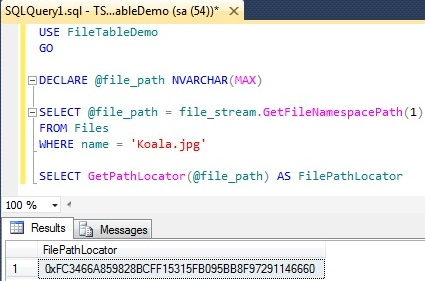 SQLQuery1.sql - TS...ableDemo (sa (54))*
USE FileTableDemo
GO
DECLARE @file_path NVARCHAR(MAX)
SELECT @file_path = file_stream.GetFileNamespacePath(1)
FROM Files
WHERE name = 'Koala.jpg'
SELECT GetPathLocator(@file_path) AS FilePathLocator
100 %
Results Messages
FilePathLocator
1 0xFC3466A859828BCFF15315FB095BB8F97291146660